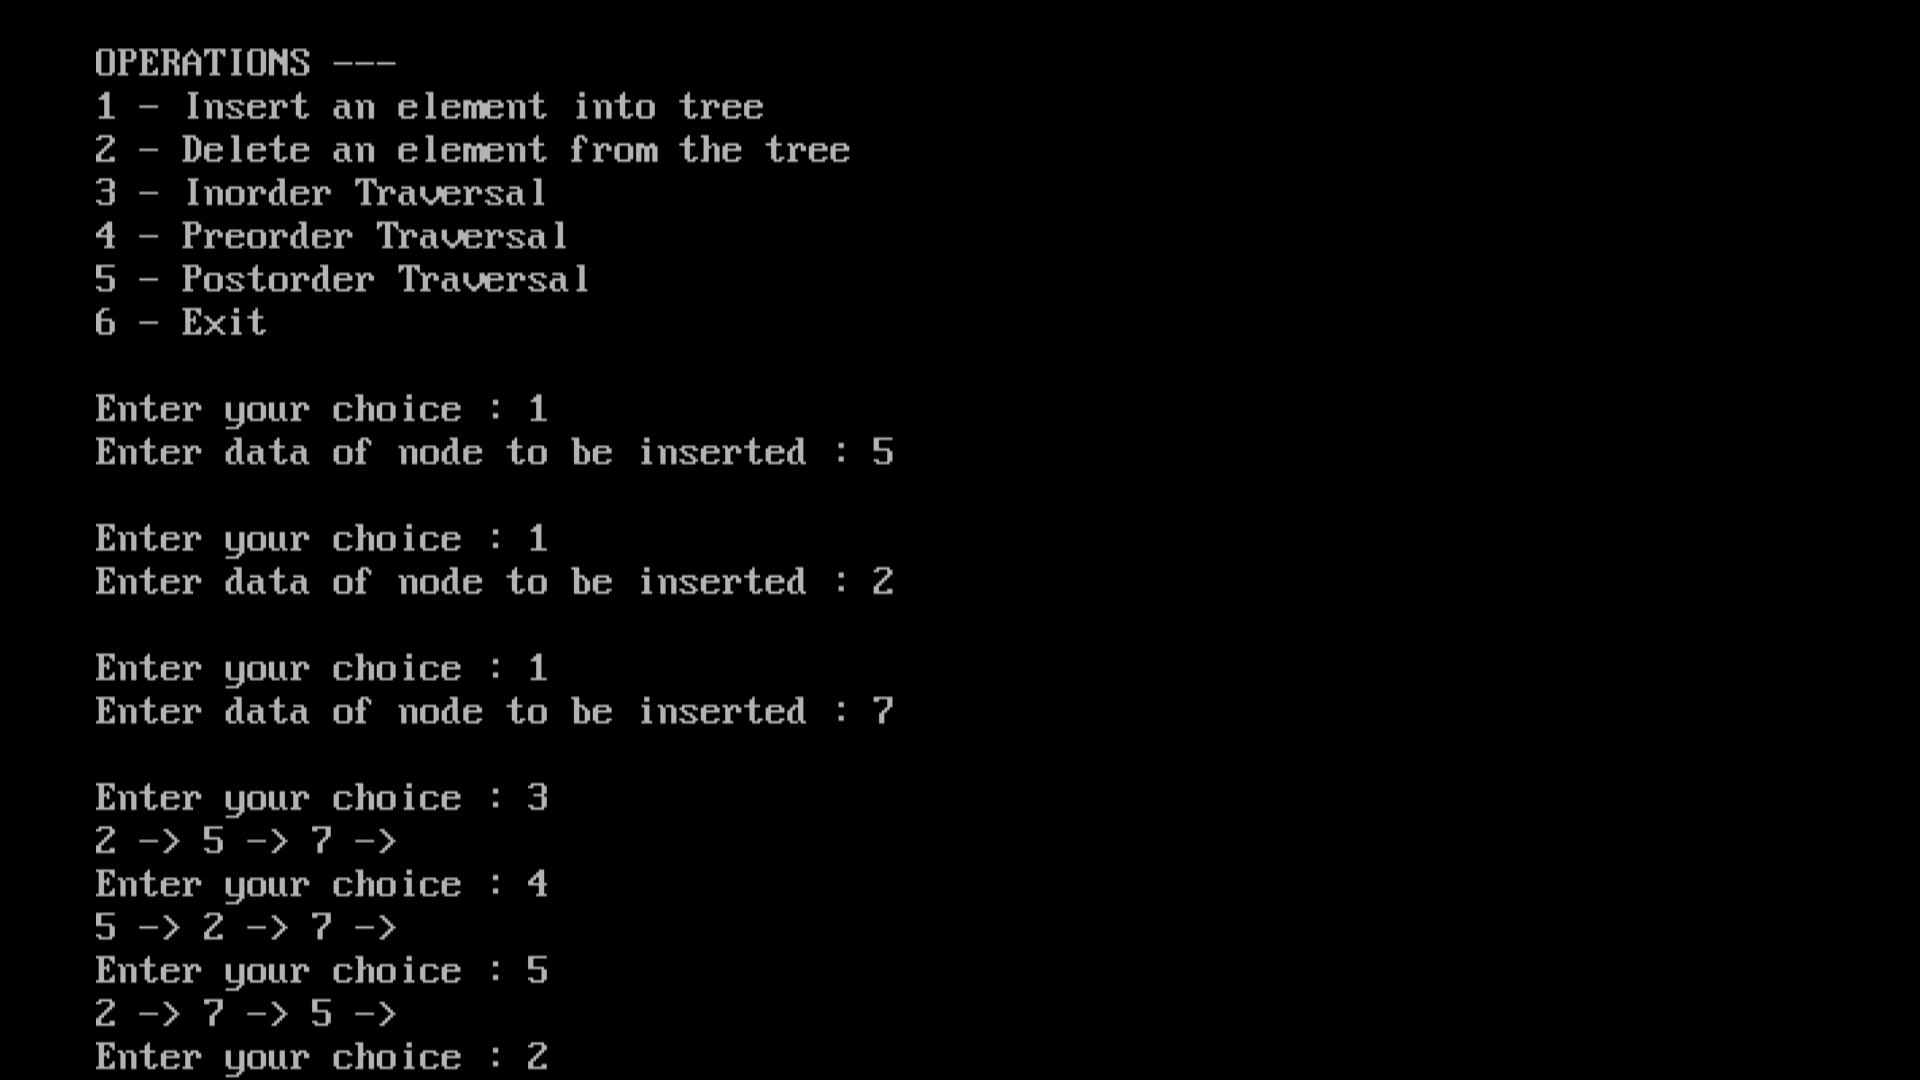 OPERATIONS ---
1 - Insert an element into tree
2 - Delete an element from the tree
3 - Inorder Traversal
4 - Preorder Traversal
5 - Postorder Traversal
6 - Exit
Enter your choice : 1
Enter data of node to be inserted : 5
Enter your choice : 1
Enter data of node to be inserted : 2
Enter your choice : 1
Enter data of node to be inserted : 7
Enter your choice : 3
2 -> 5 -> 7 ->
Enter your choice : 4
5 -> 2 -> 7 ->
Enter your choice : 5
2 -> 7 -> 5 ->
Enter your choice : 2